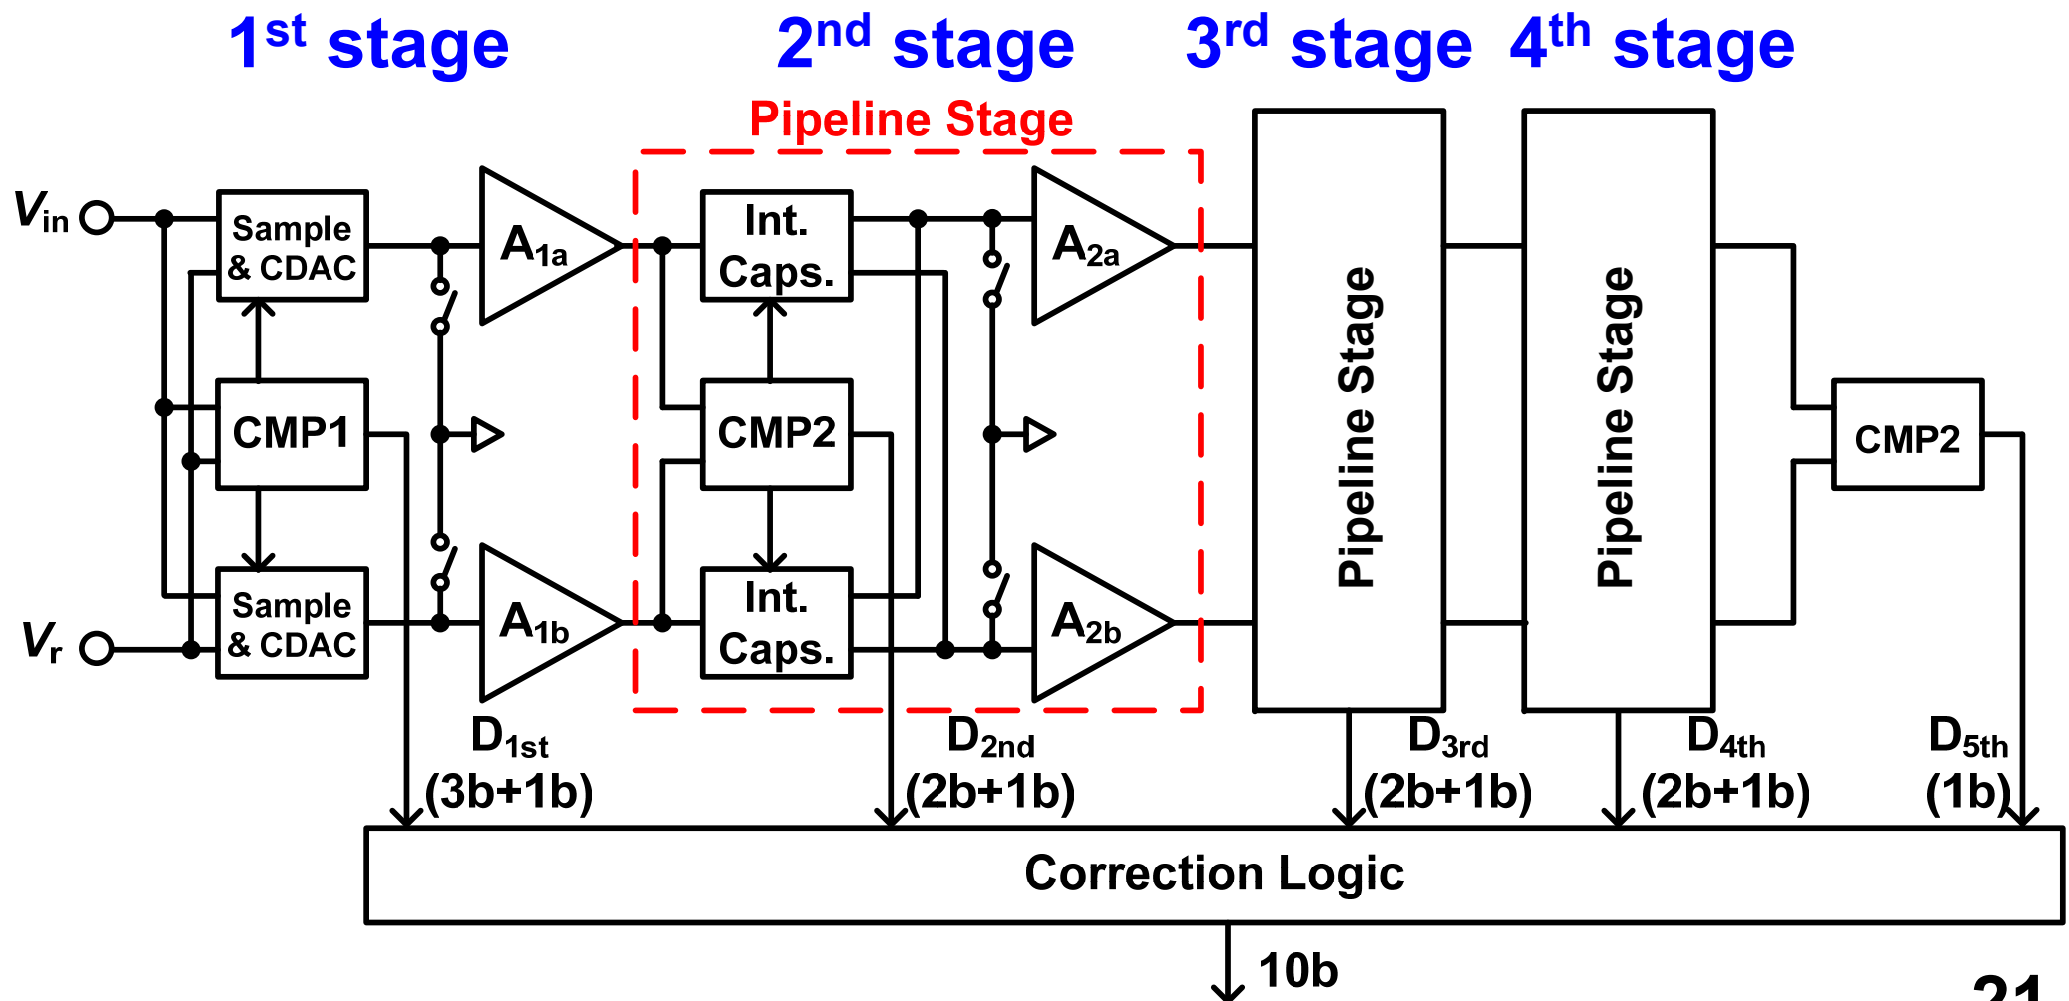 1st stage
2nd stage
3rd stage
4th stage
Pipeline Stage
Vin
Sample
& CDAC
A1a
Int.
Caps.
A2a
CMP1
CMP2
Pipeline Stage
Pipeline Stage
CMP2
Vr
Sample
& CDAC
A1b
Int.
Caps.
A2b
D1st
(3b+1b)
D2nd
(2b+1b)
D3rd
(2b+1b)
D4th
(2b+1b)
D5th
(1b)
Correction Logic
10b
21